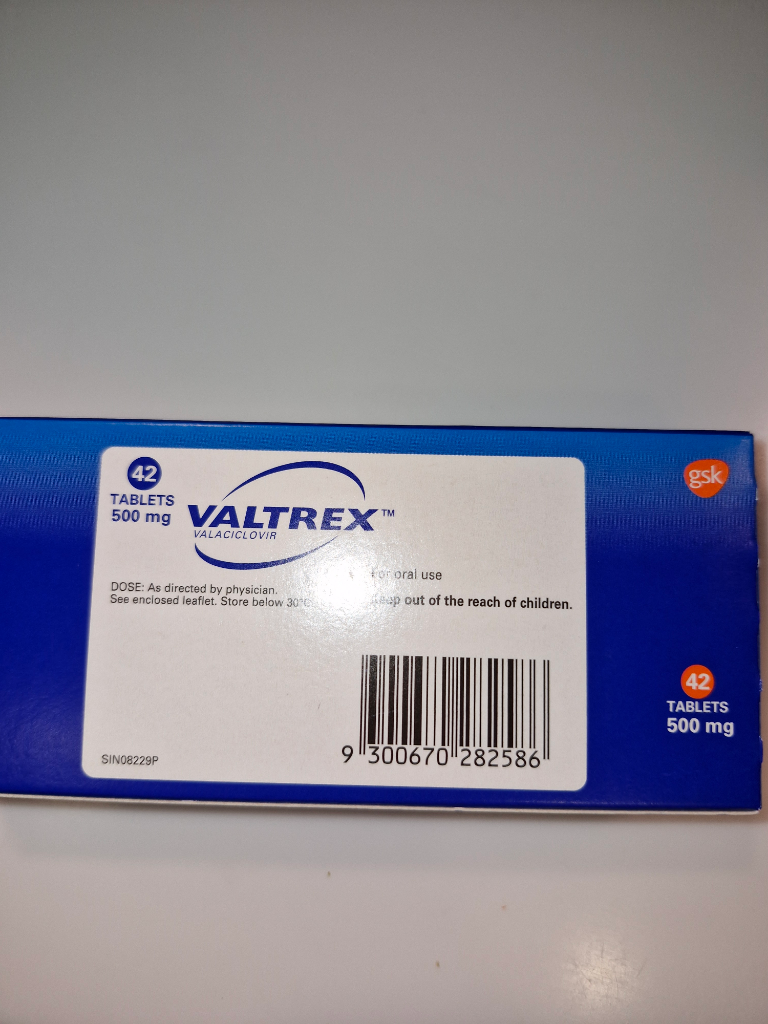 42
TABLETS
500 mg
VALTREX™
VALACICLOVIR
For oral use
DOSE: As directed by physician.
See enclosed leaflet. Store below 30°C. Keep out of the reach of children.
9 300670 282586
SIN08229P
gsk
42
TABLETS
500 mg